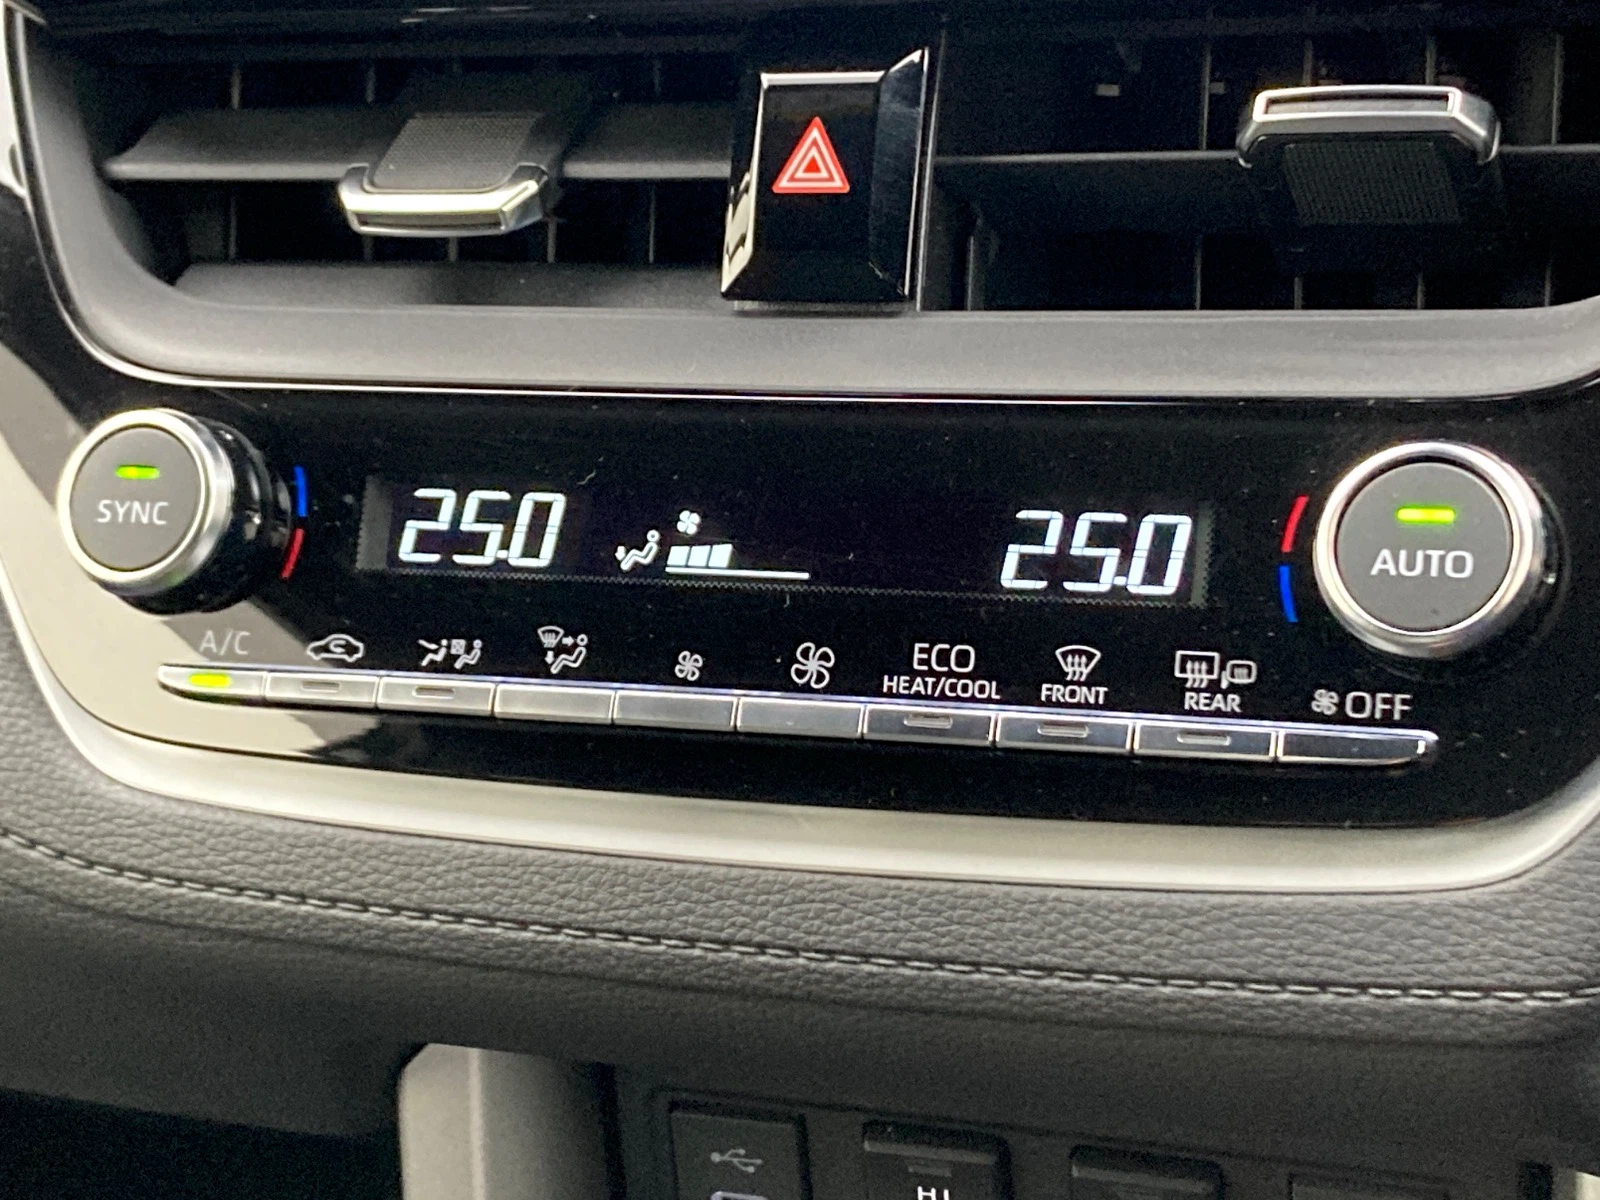 SYNC
25.0
25.0
AUTO
A/C
ECO
HEAT/COOL
FRONT
REAR
OFF